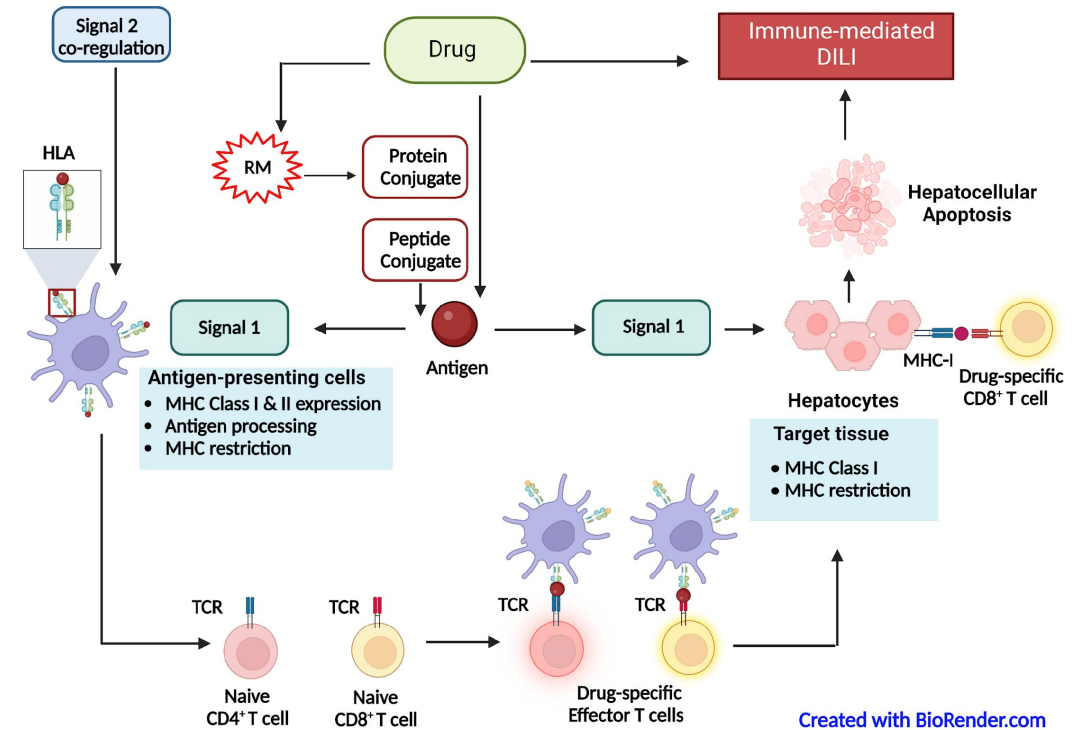 Signal 2
co-regulation
Drug
Immune-mediated
DILI
HLA
RM
Protein
Conjugate
Peptide
Conjugate
Hepatocellular
Apoptosis
Signal 1
Antigen
Signal 1
MHC-I
Drug-specific
CD8⁺ T cell
Antigen-presenting cells
• MHC Class I & II expression
• Antigen processing
• MHC restriction
Hepatocytes
Target tissue
• MHC Class I
• MHC restriction
TCR
TCR
TCR
TCR
Naive
CD4⁺ T cell
Naive
CD8⁺ T cell
Drug-specific
Effector T cells
Created with BioRender.com